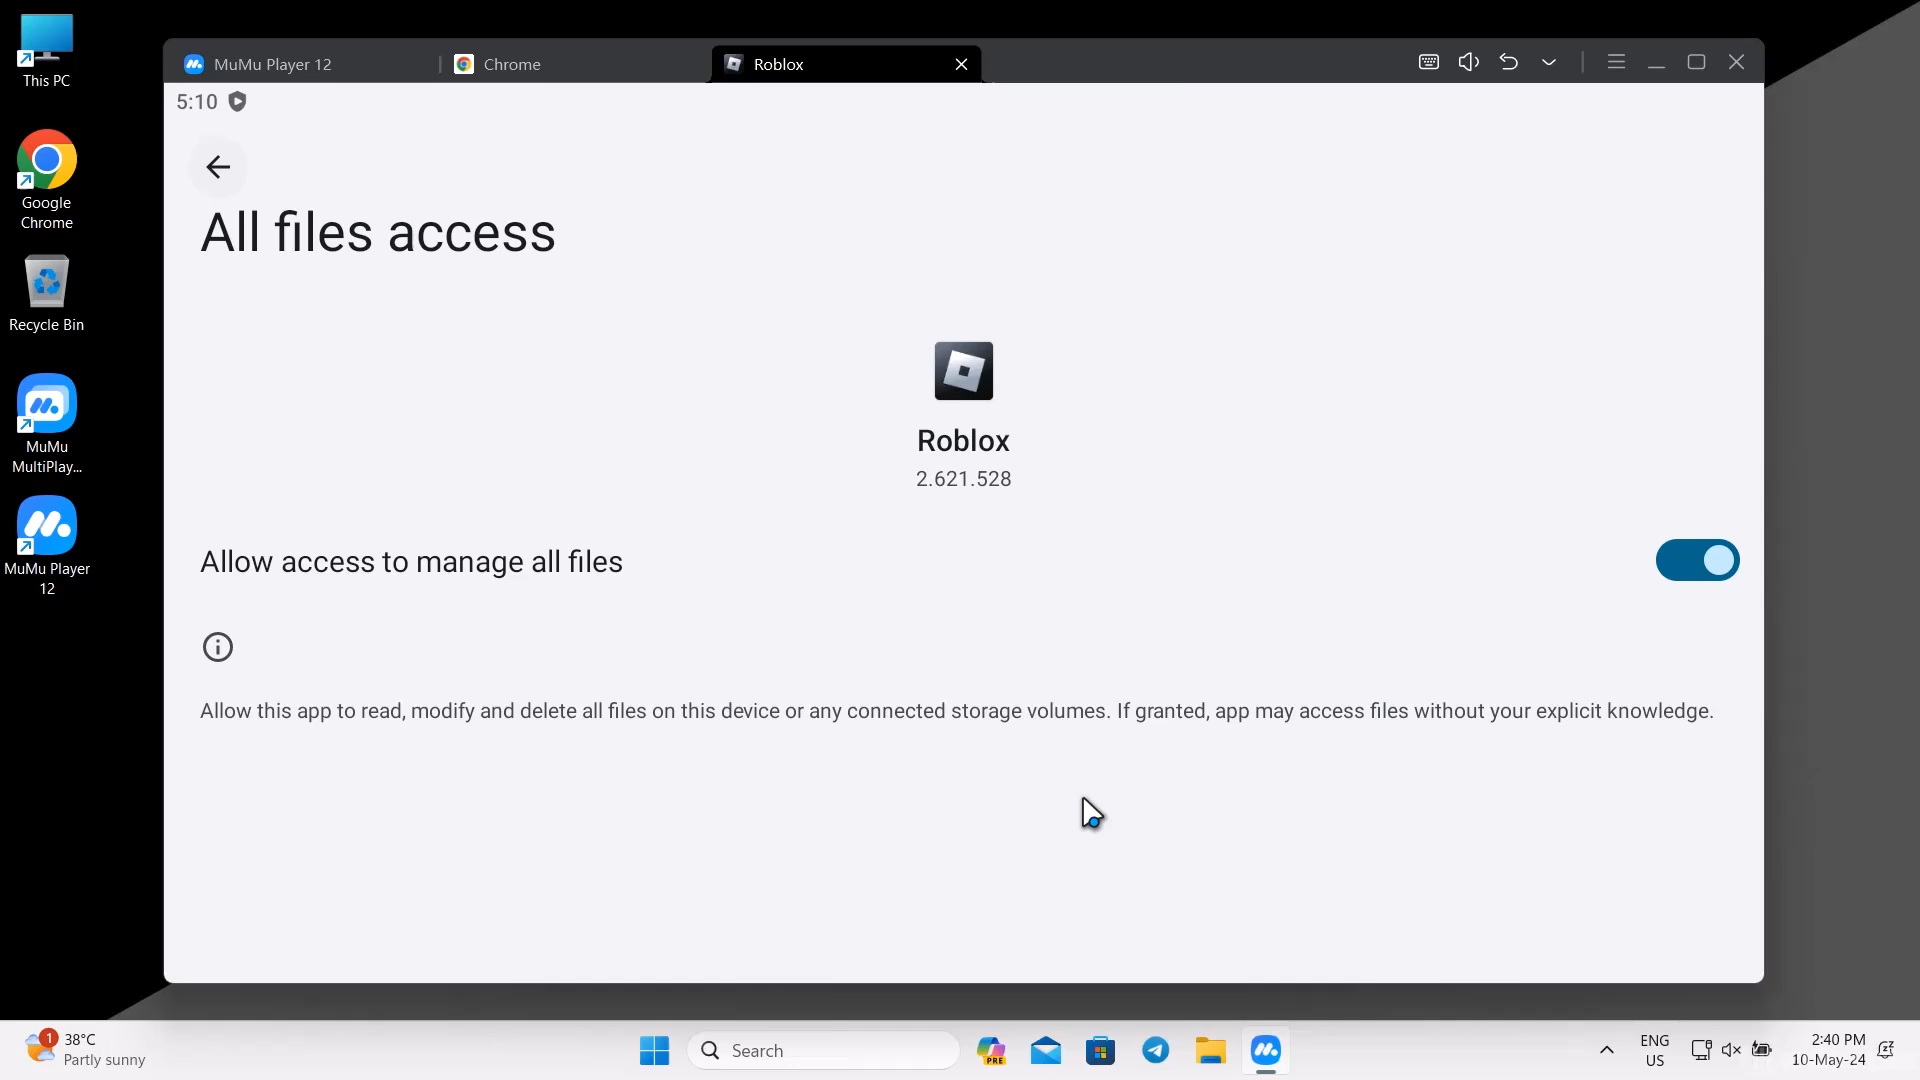 This PC
Google
Chrome
Recycle Bin
MuMu
MultiPlay...
MuMu Player
12
MuMu Player 12
Chrome
Roblox
5:10
All files access
Roblox
2.621.528
Allow access to manage all files
Allow this app to read, modify and delete all files on this device or any connected storage volumes. If granted, app may access files without your explicit knowledge.
1
38°C
Partly sunny
Search
PRE
ENG
US
2:40 PM
10-May-24